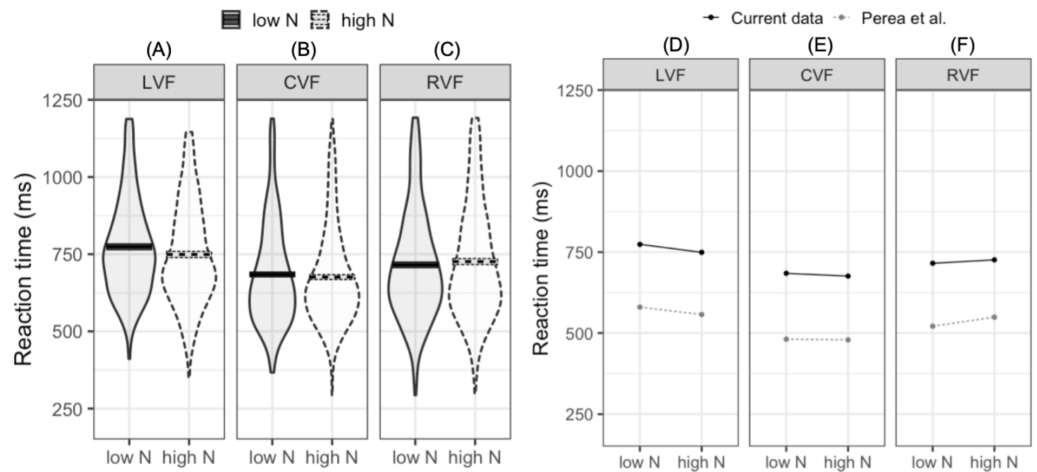 low N high N
(A) (B) (C)
LVF CVF RVF
Reaction time (ms)
1250
1000
750
500
250
low N high N low N high N low N high N
Current data Perea et al.
(D) (E) (F)
LVF CVF RVF
Reaction time (ms)
1250
1000
750
500
250
low N high N low N high N low N high N